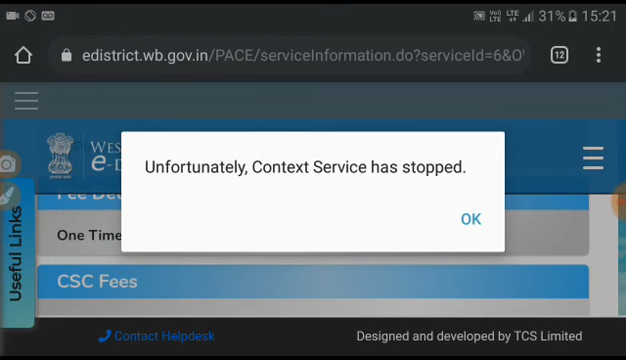 31% 15:21
edistrict.wb.gov.in/PACE/serviceInformation.do?serviceId=6&O
12
WES
e-D
Unfortunately, Context Service has stopped.
OK
Useful Links
One Time
CSC Fees
Contact Helpdesk
Designed and developed by TCS Limited